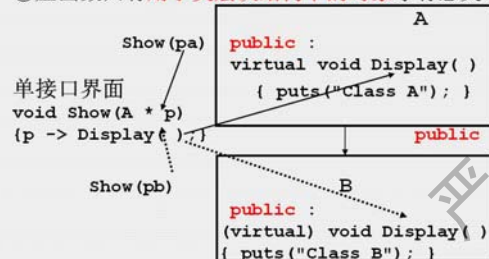 A
Show(pa)
public :
virtual void Display( )
{ puts("Class A"); }
单接口界面
void Show(A * p)
{p -> Display( ); }
public
Show(pb)
B
public :
(virtual) void Display( )
{ puts("Class B"); }
严